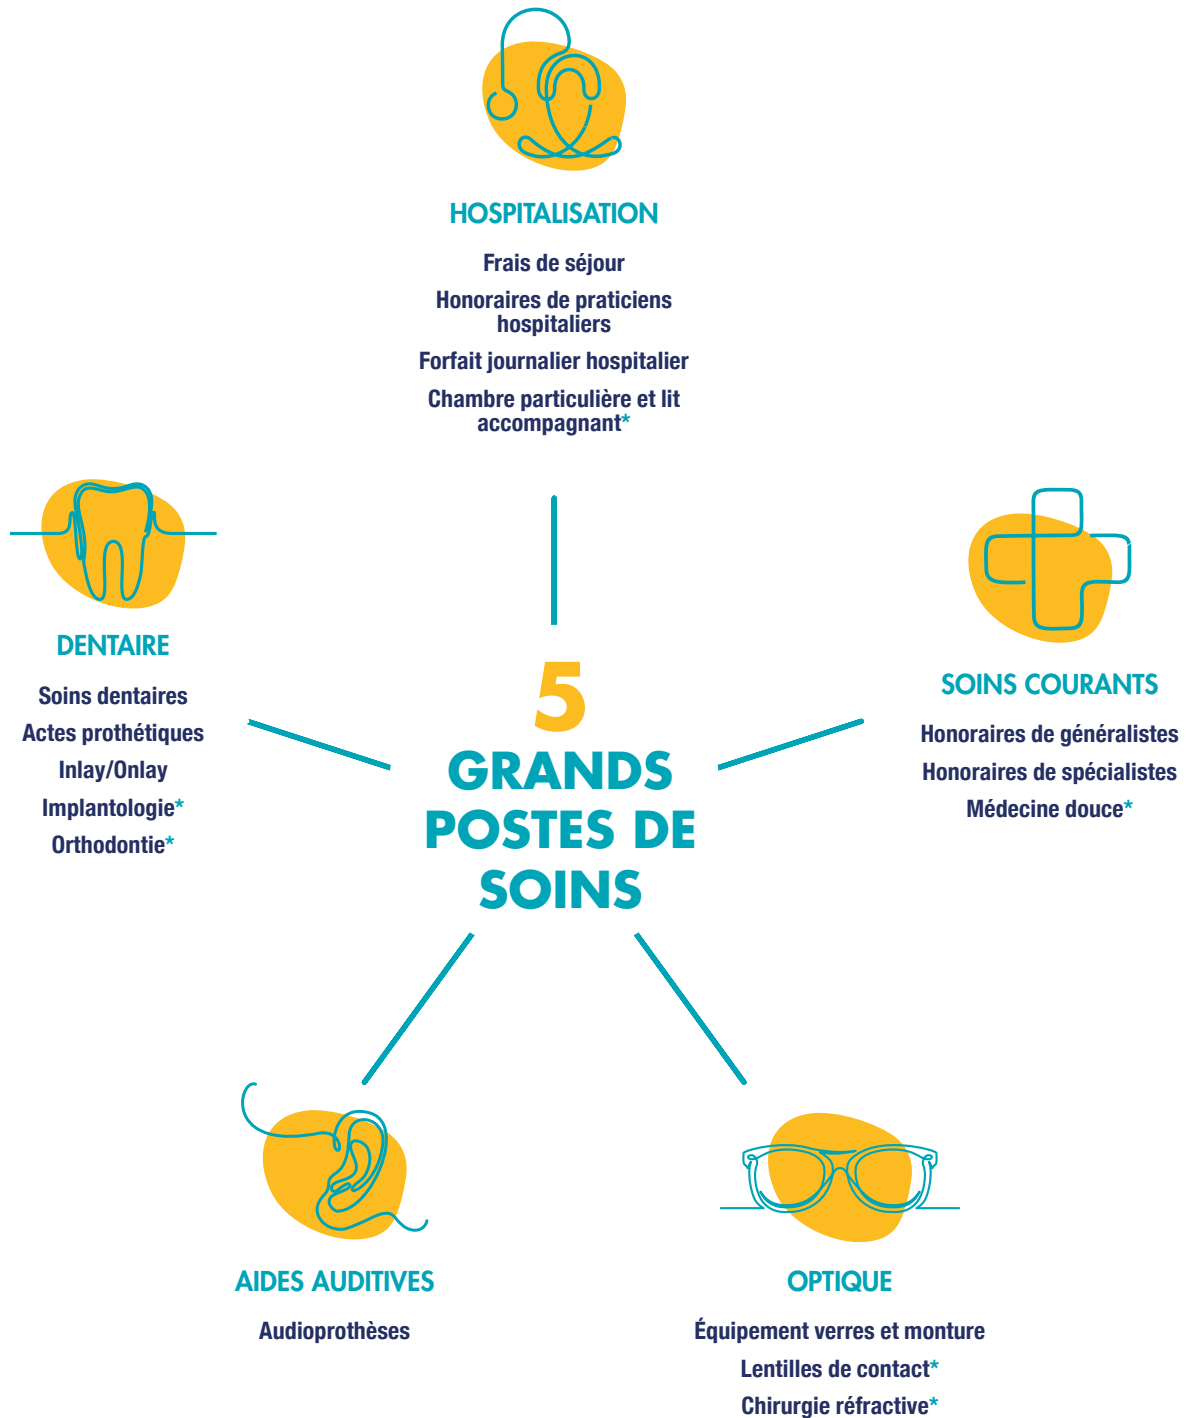 HOSPITALISATION
Frais de séjour
Honoraires de praticiens
hospitaliers
Forfait journalier hospitalier
Chambre particulière et lit
accompagnant*
DENTAIRE
Soins dentaires
Actes prothétiques
Inlay/Onlay
Implantologie*
Orthodontie*
5
GRANDS
POSTES DE
SOINS
SOINS COURANTS
Honoraires de généralistes
Honoraires de spécialistes
Médecine douce*
AIDES AUDITIVES
Audioprothèses
OPTIQUE
Équipement verres et monture
Lentilles de contact*
Chirurgie réfractive*